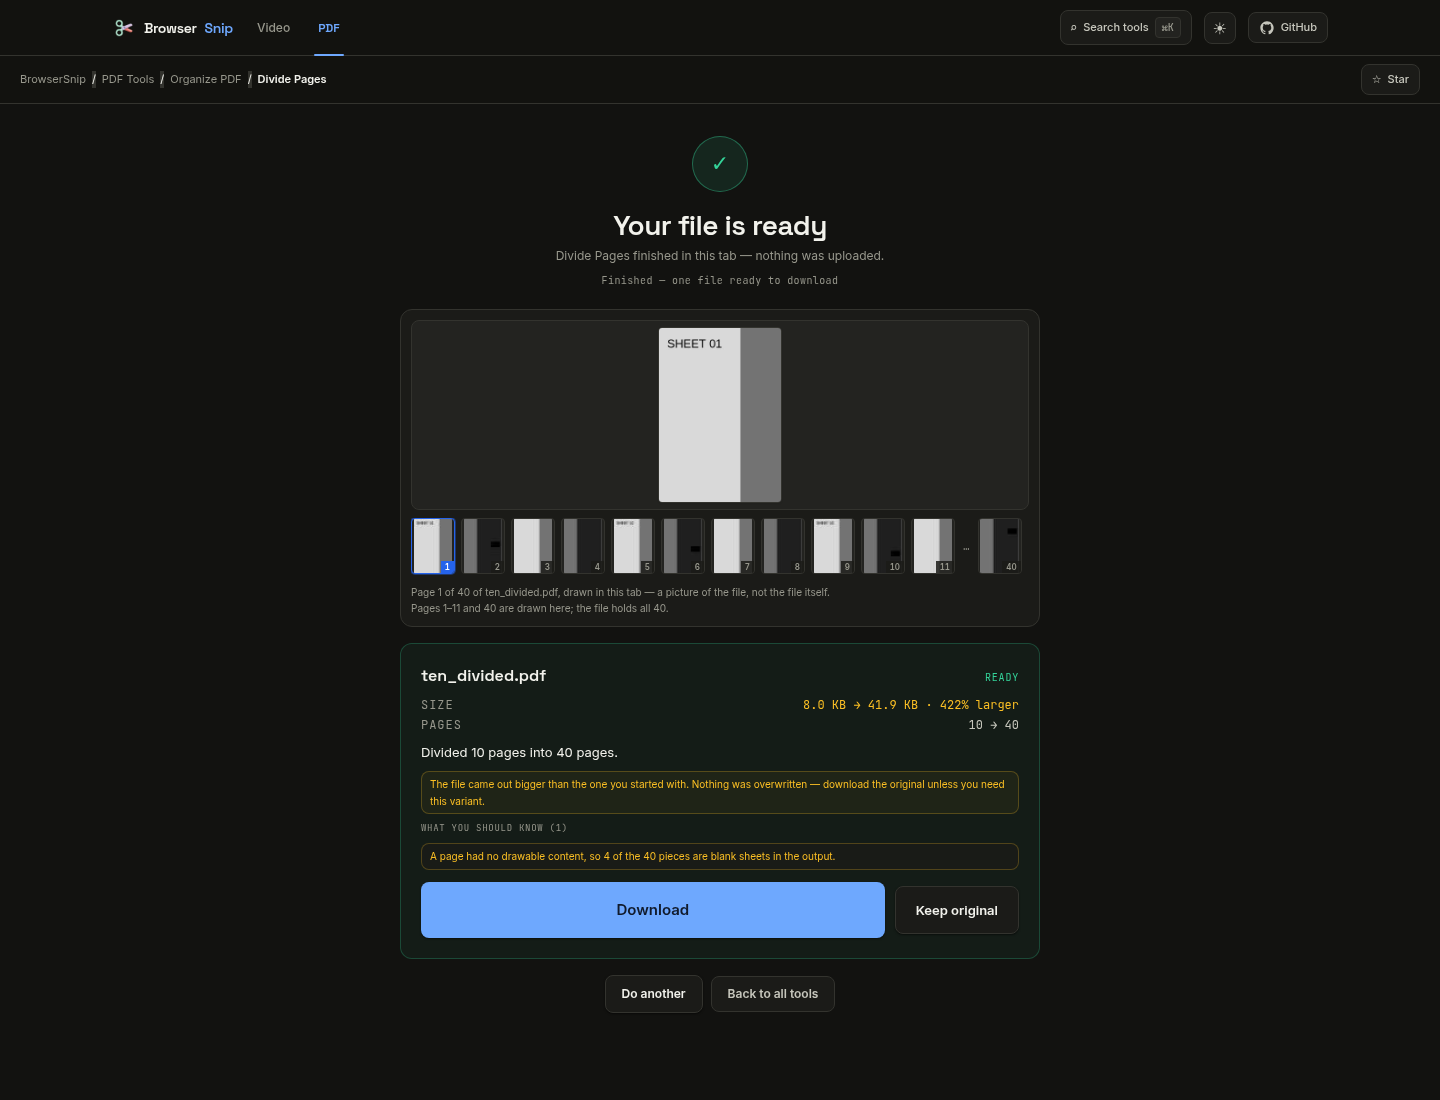 Browser Snip Video PDF Search tools ⌘K GitHub
BrowserSnip / PDF Tools / Organize PDF / Divide Pages ☆ Star
✓
Your file is ready
Divide Pages finished in this tab — nothing was uploaded.
Finished — one file ready to download
SHEET 01
1 2 3 4 5 6 7 8 9 10 11 … 40
Page 1 of 40 of ten_divided.pdf, drawn in this tab — a picture of the file, not the file itself.
Pages 1–11 and 40 are drawn here; the file holds all 40.
ten_divided.pdf READY
SIZE 8.0 KB → 41.9 KB · 422% larger
PAGES 10 → 40
Divided 10 pages into 40 pages.
The file came out bigger than the one you started with. Nothing was overwritten — download the original unless you need
this variant.
WHAT YOU SHOULD KNOW (1)
A page had no drawable content, so 4 of the 40 pieces are blank sheets in the output.
Download Keep original
Do another Back to all tools